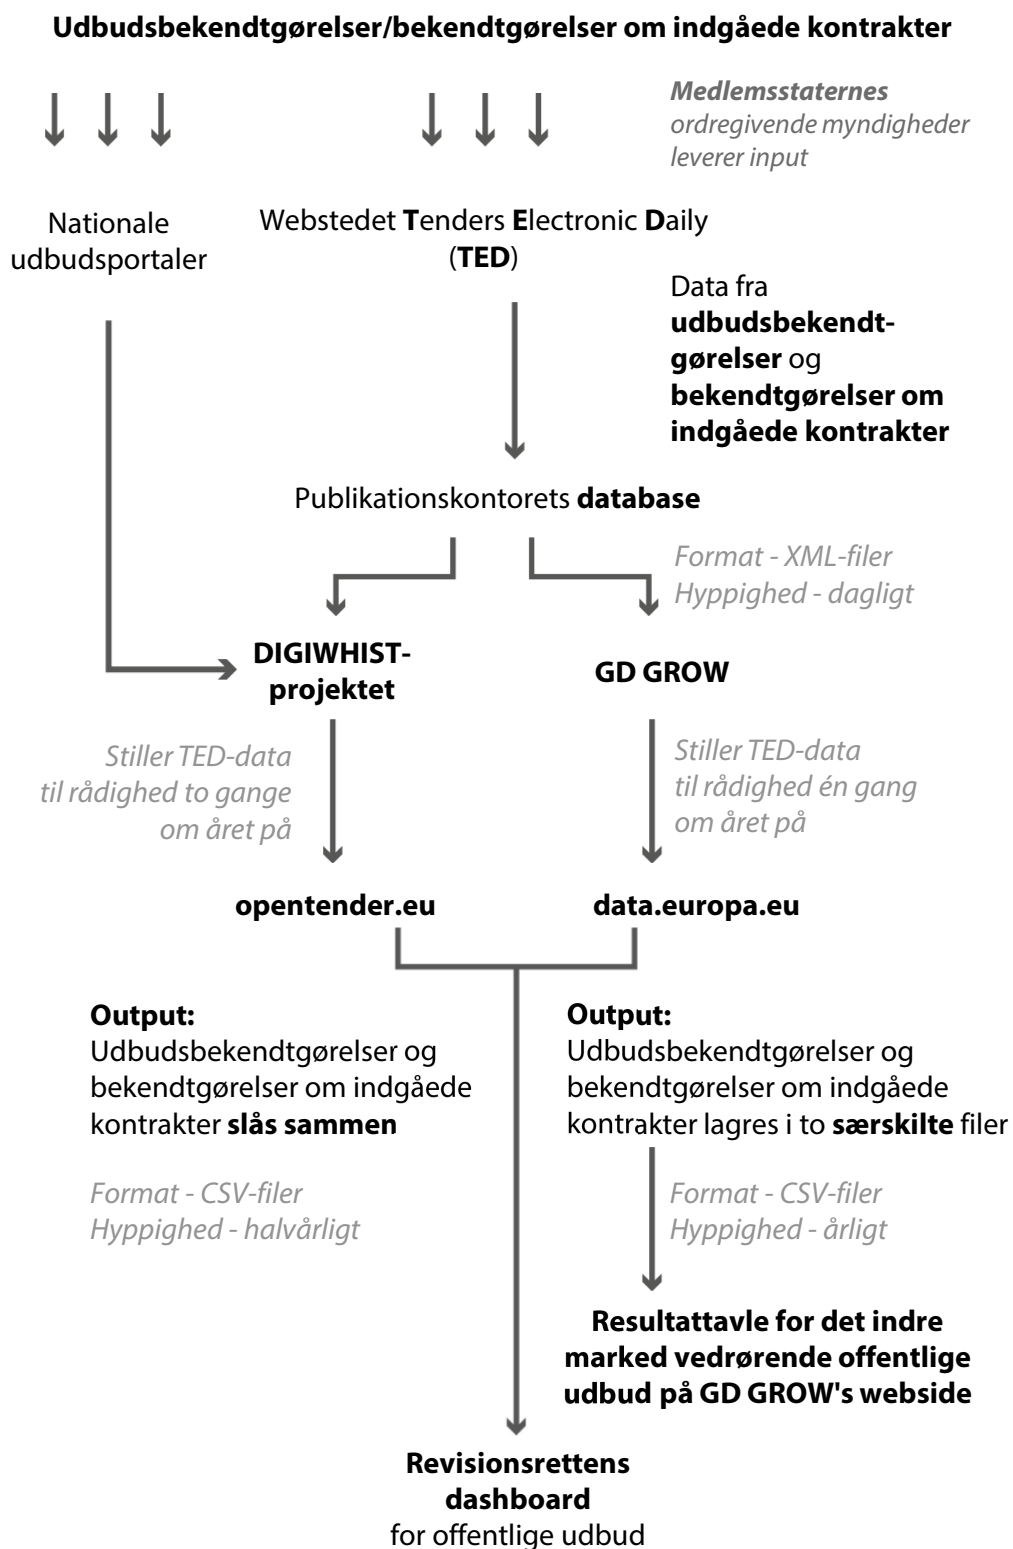 Udbudsbekendtgørelser/bekendtgørelser om indgåede kontrakter
Medlemsstaternes
ordregivende myndigheder
leverer input
Nationale
udbudsportaler
Webstedet Tenders Electronic Daily
(TED)
Data fra
udbudsbekendt-
gørelser og
bekendtgørelser om
indgåede kontrakter
Publikationskontorets database
Format - XML-filer
Hyppighed - dagligt
DIGIWHIST-
projektet
GD GROW
Stiller TED-data
til rådighed to gange
om året på
Stiller TED-data
til rådighed én gang
om året på
opentender.eu
data.europa.eu
Output:
Udbudsbekendtgørelser og
bekendtgørelser om indgåede
kontrakter slås sammen
Format - CSV-filer
Hyppighed - halvårligt
Output:
Udbudsbekendtgørelser og
bekendtgørelser om indgåede
kontrakter lagres i to særskilte filer
Format - CSV-filer
Hyppighed - årligt
Resultattavle for det indre
marked vedrørende offentlige
udbud på GD GROW's webside
Revisionsrettens
dashboard
for offentlige udbud